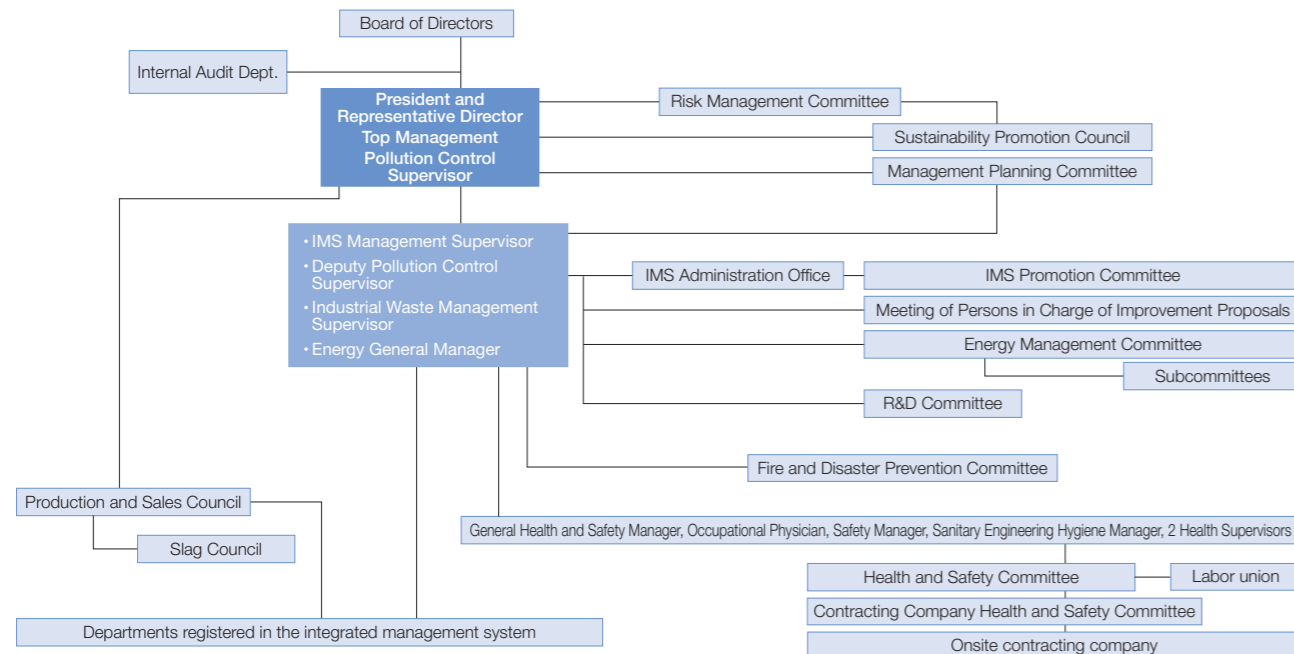 Board of Directors
Internal Audit Dept.
President and
Representative Director
Top Management
Pollution Control
Supervisor
Risk Management Committee
Sustainability Promotion Council
Management Planning Committee
・IMS Management Supervisor
・Deputy Pollution Control
Supervisor
・Industrial Waste Management
Supervisor
・Energy General Manager
IMS Administration Office
IMS Promotion Committee
Meeting of Persons in Charge of Improvement Proposals
Energy Management Committee
Subcommittees
R&D Committee
Fire and Disaster Prevention Committee
Production and Sales Council
Slag Council
General Health and Safety Manager, Occupational Physician, Safety Manager, Sanitary Engineering Hygiene Manager, 2 Health Supervisors
Health and Safety Committee
Labor union
Contracting Company Health and Safety Committee
Departments registered in the integrated management system
Onsite contracting company